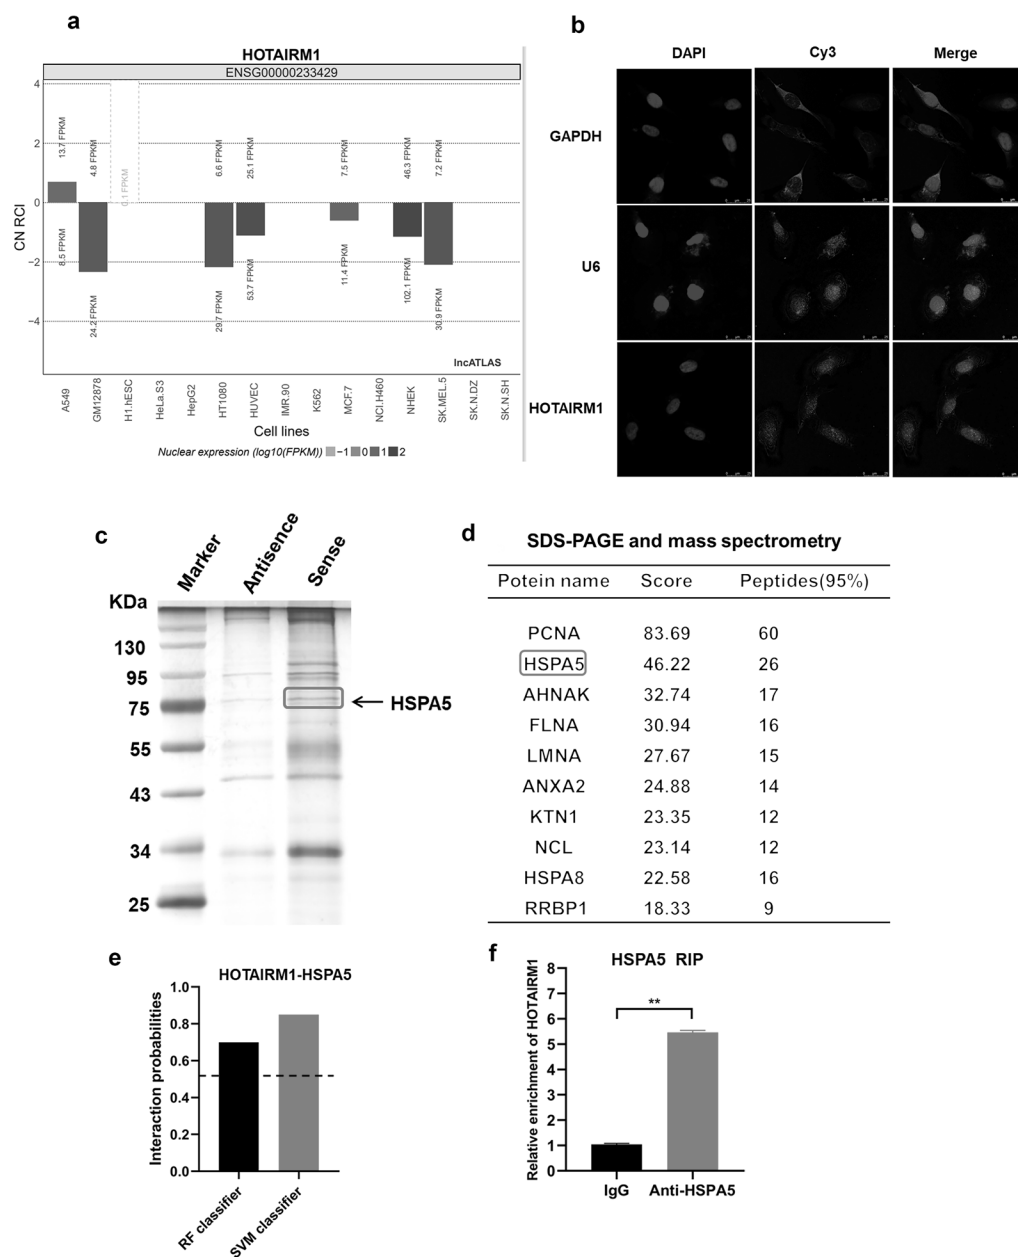 a
HOTAIRM1
ENSG00000233429
4
2
0
−2
−4
CN RCI
13.7 FPKM
8.5 FPKM
4.8 FPKM
24.2 FPKM
0.1 FPKM
6.6 FPKM
29.7 FPKM
25.1 FPKM
53.7 FPKM
7.5 FPKM
11.4 FPKM
46.3 FPKM
102.1 FPKM
7.2 FPKM
30.9 FPKM
lncATLAS
A549
GM12878
H1.hESC
HeLa.S3
HepG2
HT1080
HUVEC
IMR.90
K562
MCF.7
NCI.H460
NHEK
SK.MEL.5
SK.N.DZ
SK.N.SH
Cell lines
Nuclear expression (log10(FPKM)) −1 0 1 2
b
DAPI Cy3 Merge
GAPDH
U6
HOTAIRM1
c
Marker
Antisence
Sense
KDa
130
95
75
55
43
34
25
HSPA5
d
SDS-PAGE and mass spectrometry
Potein name Score Peptides(95%)
PCNA 83.69 60
HSPA5 46.22 26
AHNAK 32.74 17
FLNA 30.94 16
LMNA 27.67 15
ANXA2 24.88 14
KTN1 23.35 12
NCL 23.14 12
HSPA8 22.58 16
RRBP1 18.33 9
e
HOTAIRM1-HSPA5
Interaction probabilities
1.0
0.8
0.6
0.4
0.2
0.0
RF classifier
SVM classifier
f
HSPA5 RIP
Relative enrichment of HOTAIRM1
8
7
6
5
4
3
2
1
0
**
IgG Anti-HSPA5